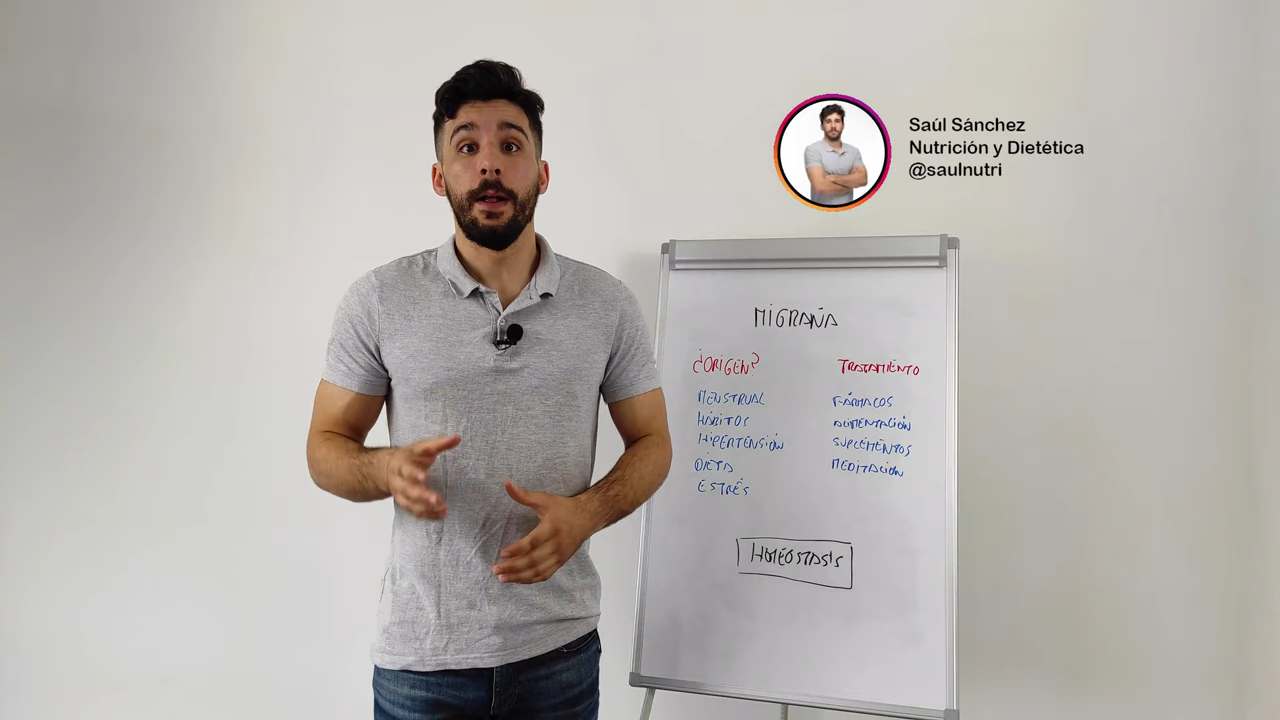 Saúl Sánchez
Nutrición y Dietética
@saulnutri
MIGRAÑA
¿ORIGEN?
MENSTRUAL
HÁBITOS
HIPERTENSIÓN
DIETA
ESTRÉS
TRATAMIENTO
FÁRMACOS
ALIMENTACIÓN
SUPLEMENTOS
MEDITACIÓN
HOMEOSTASIS